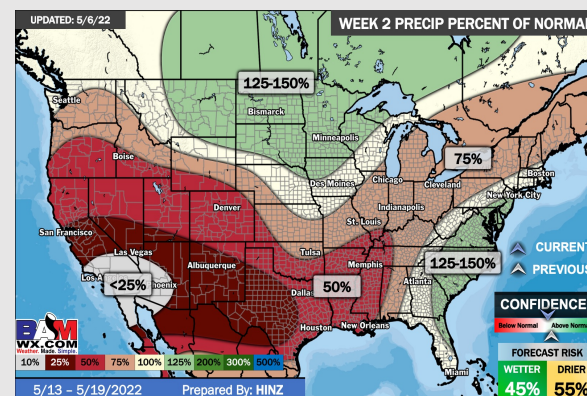 UPDATED: 5/6/22
WEEK 2 PRECIP PERCENT OF NORMAL
125-150%
Seattle
Bismarck
Minneapolis
75%
Boise
Boston
Des Moines
Chicago
Cleveland
New York City
Denver
Indianapolis
St. Louis
San Francisco
CURRENT
Las Vegas
Tulsa
Albuquerque
Memphis
125-150%
PREVIOUS
Los A
<25%
hoenix
Dallas
50%
Atlanta
CONFIDENCE
Houston
New Orleans
Below Normal
Above Norma
BAM
WX.COM
Weather. Made. Simple.
FORECAST RISK
10% 25% 50% 75% 100% 125% 200% 300% 500%
WETTER
DRIER
Miami
5/13 – 5/19/2022
Prepared By: HINZ
45%
55%